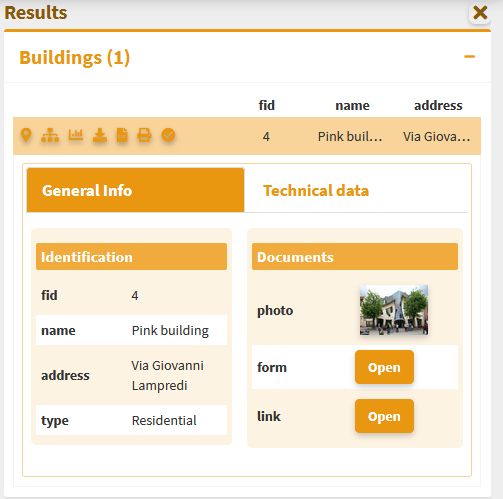 Results
Buildings (1)
fid name address
4 Pink buil... Via Giova...
General Info Technical data
Identification
fid 4
name Pink building
address Via Giovanni
Lampredi
type Residential
Documents
photo
form Open
link Open